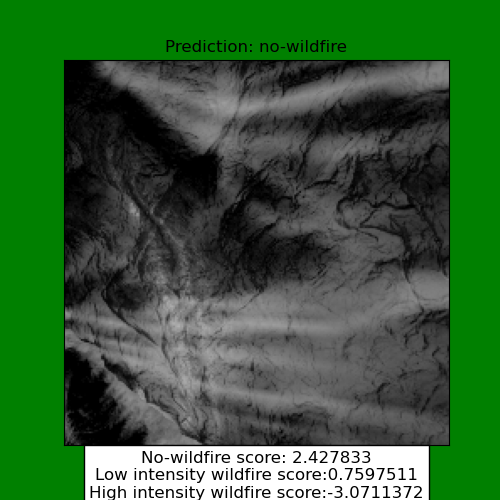 Prediction: no-wildfire
No-wildfire score: 2.427833
Low intensity wildfire score:0.7597511
High intensity wildfire score:-3.0711372